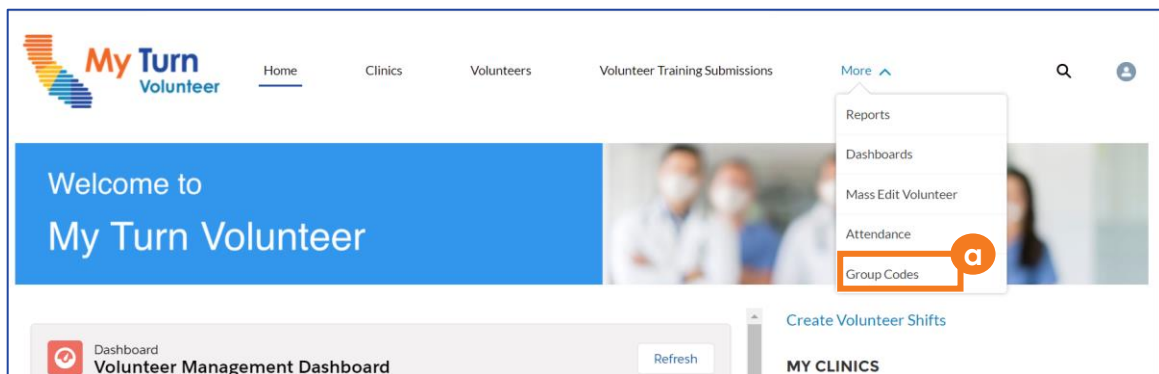 My Turn
Volunteer
Home
Clinics
Volunteers
Volunteer Training Submissions
More
Reports
Dashboards
Mass Edit Volunteer
Attendance
Group Codes
a
Welcome to
My Turn Volunteer
Dashboard
Volunteer Management Dashboard
Refresh
Create Volunteer Shifts
MY CLINICS